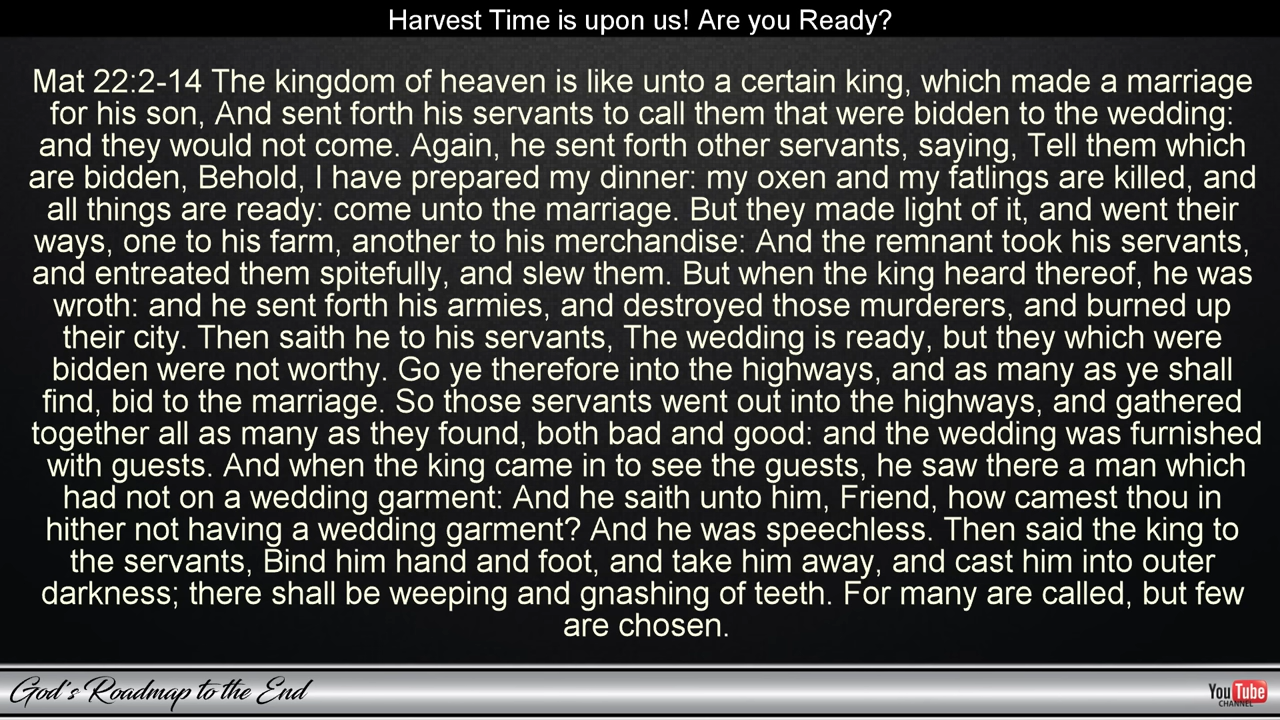 Harvest Time is upon us! Are you Ready?
Mat 22:2-14 The kingdom of heaven is like unto a certain king, which made a marriage
for his son, And sent forth his servants to call them that were bidden to the wedding:
and they would not come. Again, he sent forth other servants, saying, Tell them which
are bidden, Behold, I have prepared my dinner: my oxen and my fatlings are killed, and
all things are ready: come unto the marriage. But they made light of it, and went their
ways, one to his farm, another to his merchandise: And the remnant took his servants,
and entreated them spitefully, and slew them. But when the king heard thereof, he was
wroth: and he sent forth his armies, and destroyed those murderers, and burned up
their city. Then saith he to his servants, The wedding is ready, but they which were
bidden were not worthy. Go ye therefore into the highways, and as many as ye shall
find, bid to the marriage. So those servants went out into the highways, and gathered
together all as many as they found, both bad and good: and the wedding was furnished
with guests. And when the king came in to see the guests, he saw there a man which
had not on a wedding garment: And he saith unto him, Friend, how camest thou in
hither not having a wedding garment? And he was speechless. Then said the king to
the servants, Bind him hand and foot, and take him away, and cast him into outer
darkness; there shall be weeping and gnashing of teeth. For many are called, but few
are chosen.
God's Roadmap to the End
YouTube
CHANNEL